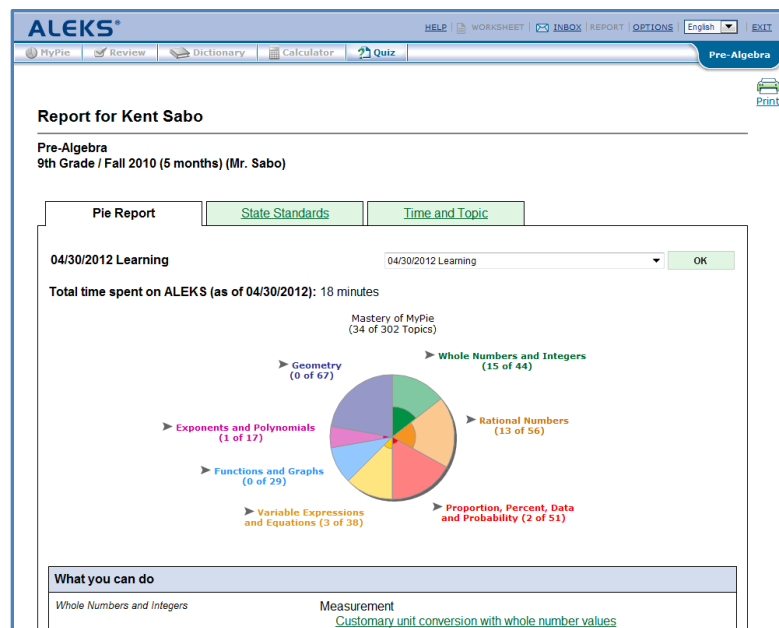 ALEKS®
HELP | WORKSHEET | INBOX | REPORT | OPTIONS | English | EXIT
MyPie Review Dictionary Calculator Quiz
Pre-Algebra
Print
Report for Kent Sabo
Pre-Algebra
9th Grade / Fall 2010 (5 months) (Mr. Sabo)
Pie Report State Standards Time and Topic
04/30/2012 Learning 04/30/2012 Learning OK
Total time spent on ALEKS (as of 04/30/2012): 18 minutes
Mastery of MyPie
(34 of 302 Topics)
Whole Numbers and Integers
(15 of 44)
Geometry
(0 of 67)
Rational Numbers
(13 of 56)
Exponents and Polynomials
(1 of 17)
Functions and Graphs
(0 of 29)
Proportion, Percent, Data
and Probability (2 of 51)
Variable Expressions
and Equations (3 of 38)
What you can do
Whole Numbers and Integers Measurement
Customary unit conversion with whole number values